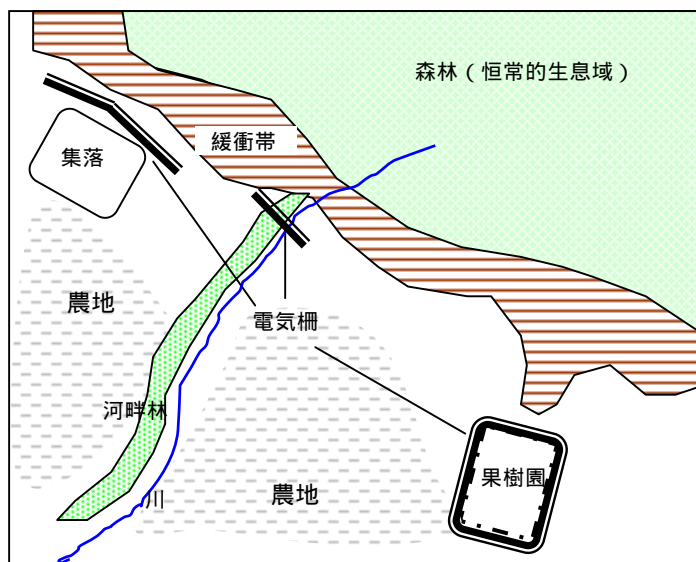 森林（恒常的生息域）
緩衝帯
集落
農地
電気柵
河畔林
果樹園
農地
川